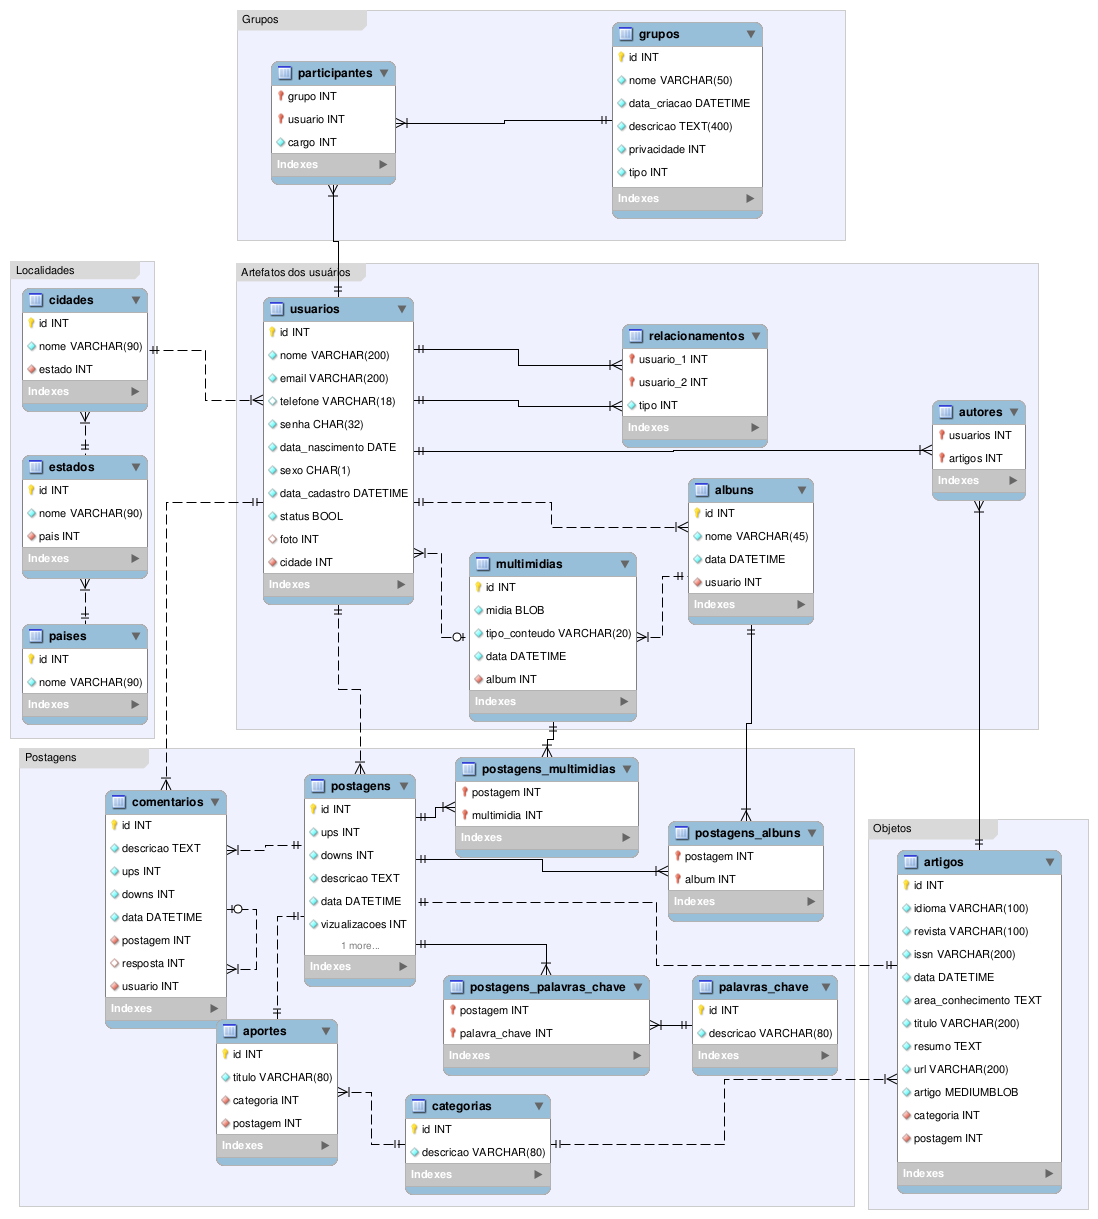 Grupos
grupos
id INT
nome VARCHAR(50)
data_criacao DATETIME
descricao TEXT(400)
privacidade INT
tipo INT
Indexes
participantes
grupo INT
usuario INT
cargo INT
Indexes
Localidades
cidades
id INT
nome VARCHAR(90)
estado INT
Indexes
estados
id INT
nome VARCHAR(90)
pais INT
Indexes
paises
id INT
nome VARCHAR(90)
Indexes
Artefatos dos usuários
usuarios
id INT
nome VARCHAR(200)
email VARCHAR(200)
telefone VARCHAR(18)
senha CHAR(32)
data_nascimento DATE
sexo CHAR(1)
data_cadastro DATETIME
status BOOL
foto INT
cidade INT
Indexes
relacionamentos
usuario_1 INT
usuario_2 INT
tipo INT
Indexes
autores
usuarios INT
artigos INT
Indexes
albuns
id INT
nome VARCHAR(45)
data DATETIME
usuario INT
Indexes
multimidias
id INT
midia BLOB
tipo_conteudo VARCHAR(20)
data DATETIME
album INT
Indexes
Postagens
comentarios
id INT
descricao TEXT
ups INT
downs INT
data DATETIME
postagem INT
resposta INT
usuario INT
Indexes
postagens
id INT
ups INT
downs INT
descricao TEXT
data DATETIME
vizualizacoes INT
1 more...
Indexes
postagens_multimidias
postagem INT
multimidia INT
Indexes
postagens_albuns
postagem INT
album INT
Indexes
postagens_palavras_chave
postagem INT
palavra_chave INT
Indexes
palavras_chave
id INT
descricao VARCHAR(80)
Indexes
aportes
id INT
titulo VARCHAR(80)
categoria INT
postagem INT
Indexes
categorias
id INT
descricao VARCHAR(80)
Indexes
Objetos
artigos
id INT
idioma VARCHAR(100)
revista VARCHAR(100)
issn VARCHAR(200)
data DATETIME
area_conhecimento TEXT
titulo VARCHAR(200)
resumo TEXT
url VARCHAR(200)
artigo MEDIUMBLOB
categoria INT
postagem INT
Indexes